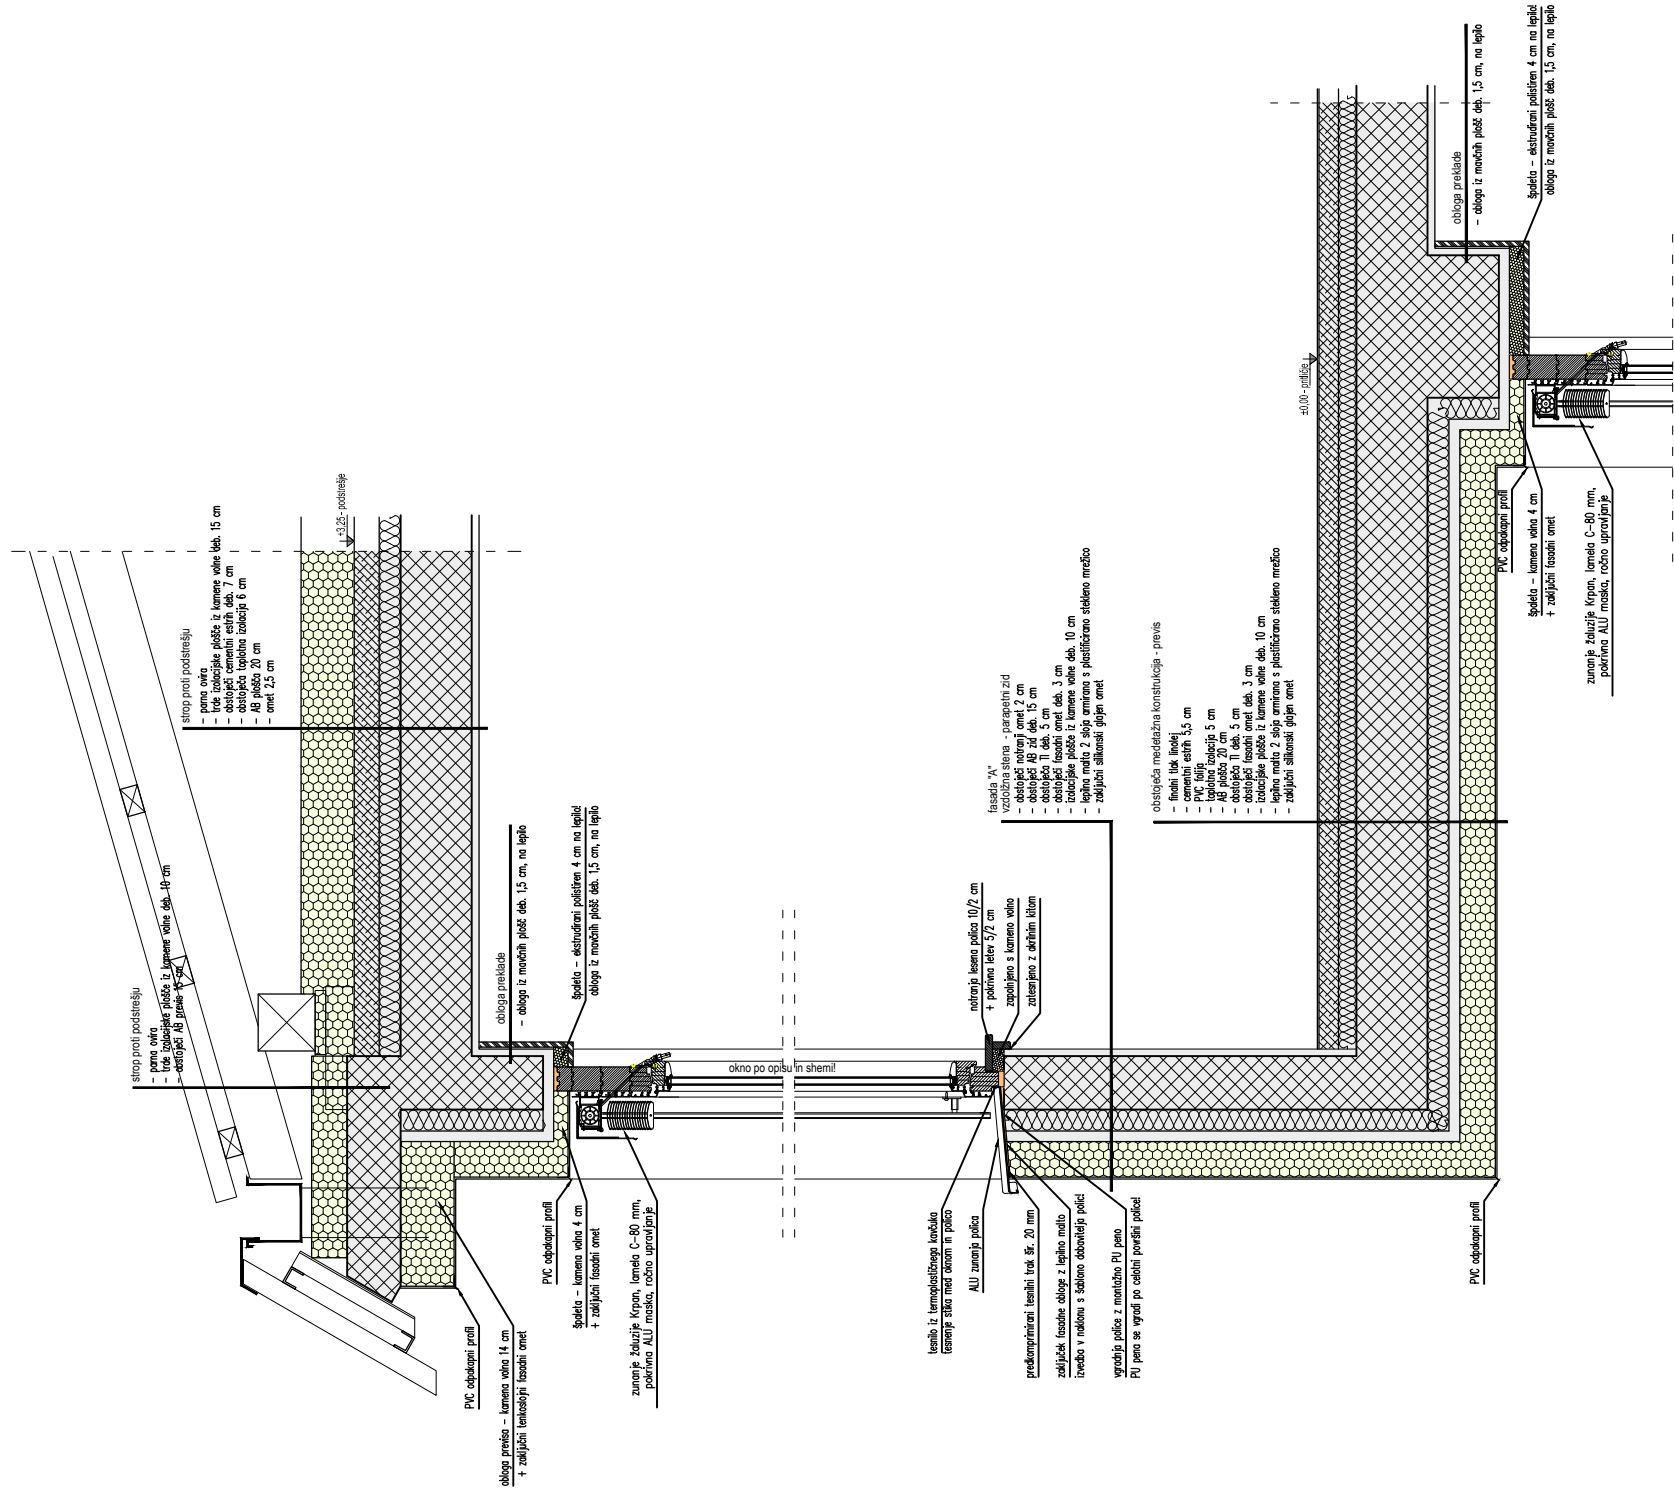 strop proti podstrešju
- parna ovira
- trde izolacijske plošče iz kamene volne deb. 10 cm
- obstoječi AB previs 15 cm
strop proti podstrešju
- parna ovira
- trde izolacijske plošče iz kamene volne deb. 15 cm
- obstoječi cementni estrih deb. 7 cm
- obstoječa toplotna izolacija 6 cm
- AB plošča 20 cm
- omet 2,5 cm
+3,25 - podstrešje
obloga preklade
- obloga iz mavčnih plošč deb. 1,5 cm, na lepilo
špaleta - ekstrudirani polistiren 4 cm na lepilo!
obloga iz mavčnih plošč deb. 1,5 cm, na lepilo
PVC odpakapni profil
obloga previsa - kamena volna 14 cm
+ zaključni tenkoslojni fasadni omet
PVC odpakapni profil
špaleta - kamena volna 4 cm
+ zaključni fasadni omet
zunanje žaluzije Krpan, lamela C-80 mm,
pokrivna ALU maska, ročno upravljanje
okno po opisu in shemi!
notranja lesena polica 10/2 cm
+ pokrivna letev 5/2 cm
zapolnjeno s kameno volno
zatesnjeno z akrilnim kitom
tesnilo iz termoplastičnega kavčuka
tesnenje stika med oknom in polico
ALU zunanja polica
predkomprimirani tesnilni trak šir. 20 mm
zaključek fasadne obloge z lepilno malto
izvedba v naklonu s šablono dobavitelja polic!
vgradnja police z montažno PU peno
PU pena se vgradi po celotni površini police!
fasada "A"
vzdolžna stena - parapetni zid
- obstoječi notranji omet 2 cm
- obstoječi AB zid deb. 15 cm
- obstoječa TI deb. 5 cm
- obstoječi fasadni omet deb. 3 cm
- izolacijske plošče iz kamene volne deb. 10 cm
- lepilna malta 2 sloja armirana s plastificirano stekleno mrežico
- zaključni silikonski glajen omet
obstoječa medetažna konstrukcija - previs
- finalni tlak linolej
- cementni estrih 5,5 cm
- PVC folija
- toplotna izolacija 5 cm
- AB plošča 20 cm
- obstoječa TI deb. 5 cm
- obstoječi fasadni omet deb. 3 cm
- izolacijske plošče iz kamene volne deb. 10 cm
- lepilna malta 2 sloja armirana s plastificirano stekleno mrežico
- zaključni silikonski glajen omet
±0,00 - pritličje
PVC odpakapni profil
obloga preklade
- obloga iz mavčnih plošč deb. 1,5 cm, na lepilo
špaleta - ekstrudirani polistiren 4 cm na lepilo!
obloga iz mavčnih plošč deb. 1,5 cm, na lepilo
PVC odpakapni profil
špaleta - kamena volna 4 cm
+ zaključni fasadni omet
zunanje žaluzije Krpan, lamela C-80 mm,
pokrivna ALU maska, ročno upravljanje